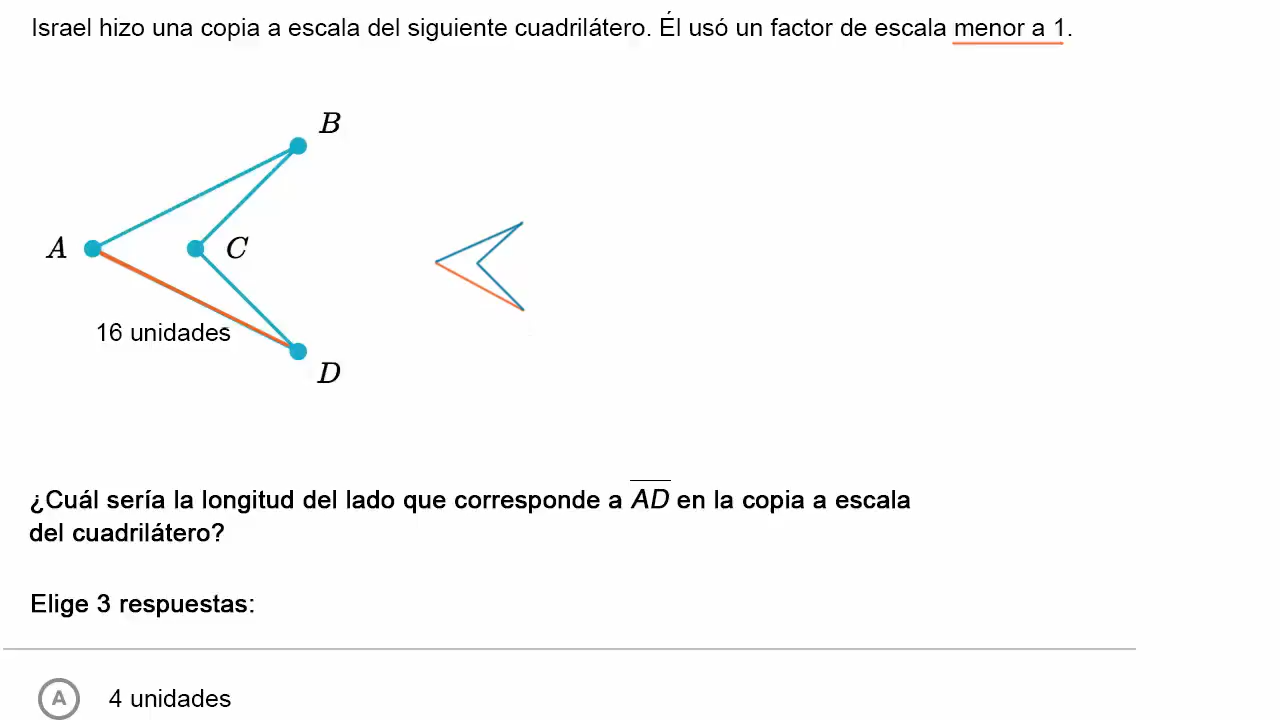 Israel hizo una copia a escala del siguiente cuadrilátero. Él usó un factor de escala menor a 1.
B
A
C
16 unidades
D
¿Cuál sería la longitud del lado que corresponde a AD en la copia a escala
del cuadrilátero?
Elige 3 respuestas:
A 4 unidades